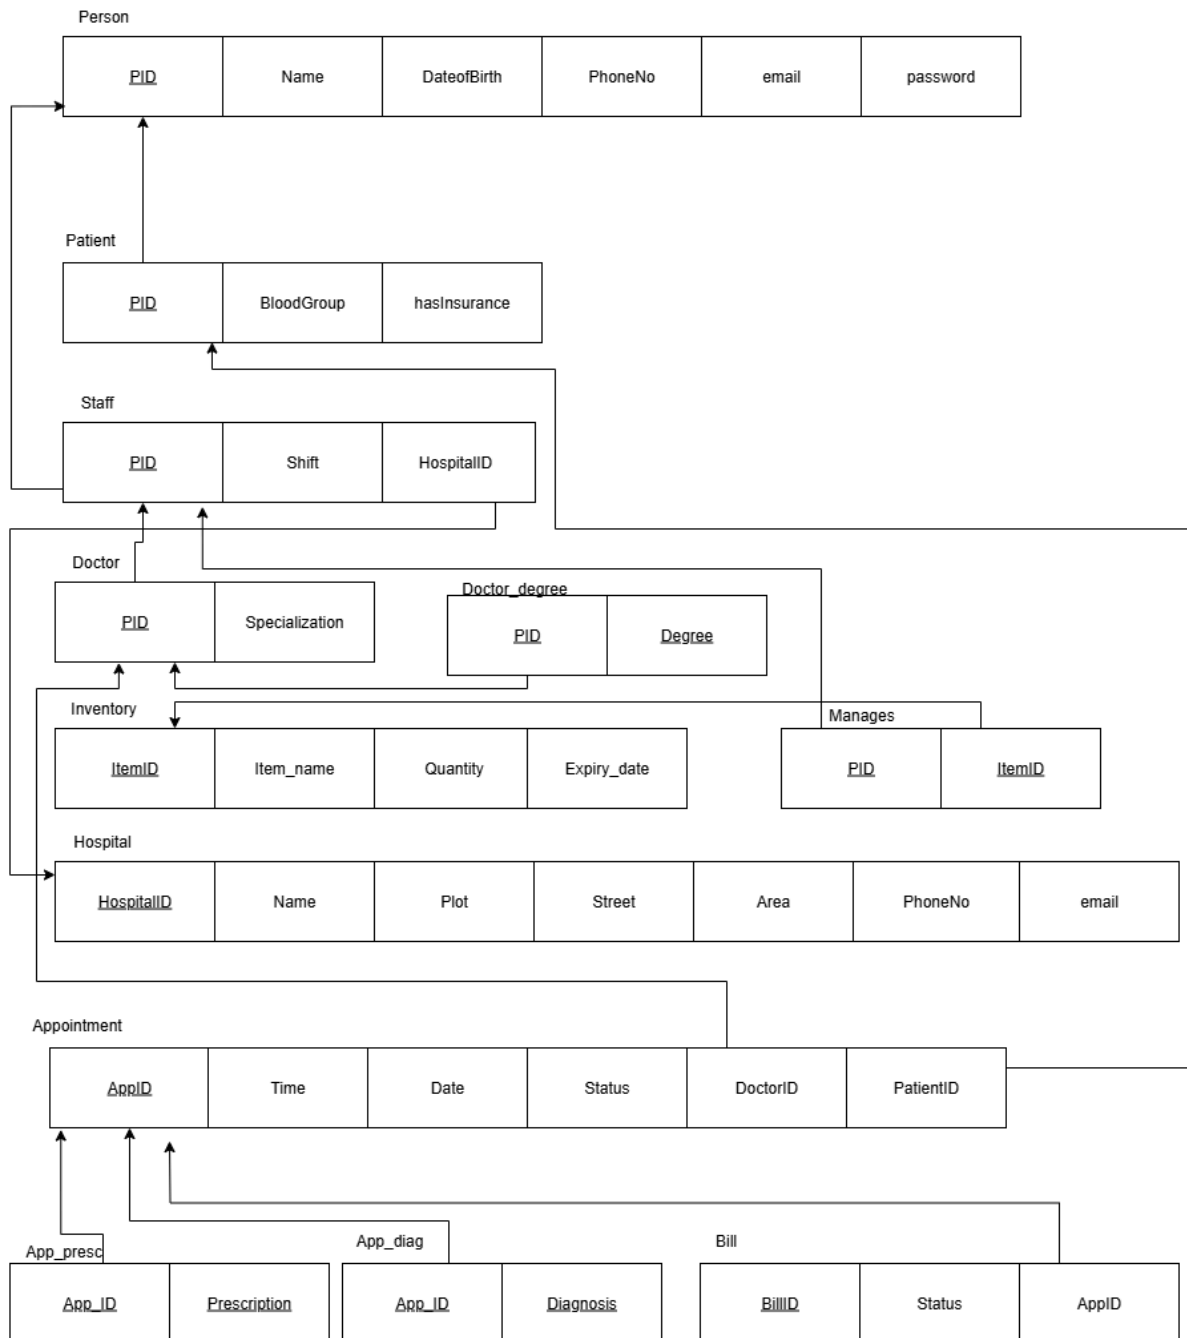 Person
PID Name DateofBirth PhoneNo email password
Patient
PID BloodGroup hasInsurance
Staff
PID Shift HospitalID
Doctor
PID Specialization
Doctor_degree
PID Degree
Inventory
ItemID Item_name Quantity Expiry_date
Manages
PID ItemID
Hospital
HospitalID Name Plot Street Area PhoneNo email
Appointment
AppID Time Date Status DoctorID PatientID
App_presc
App_ID Prescription
App_diag
App_ID Diagnosis
Bill
BillID Status AppID